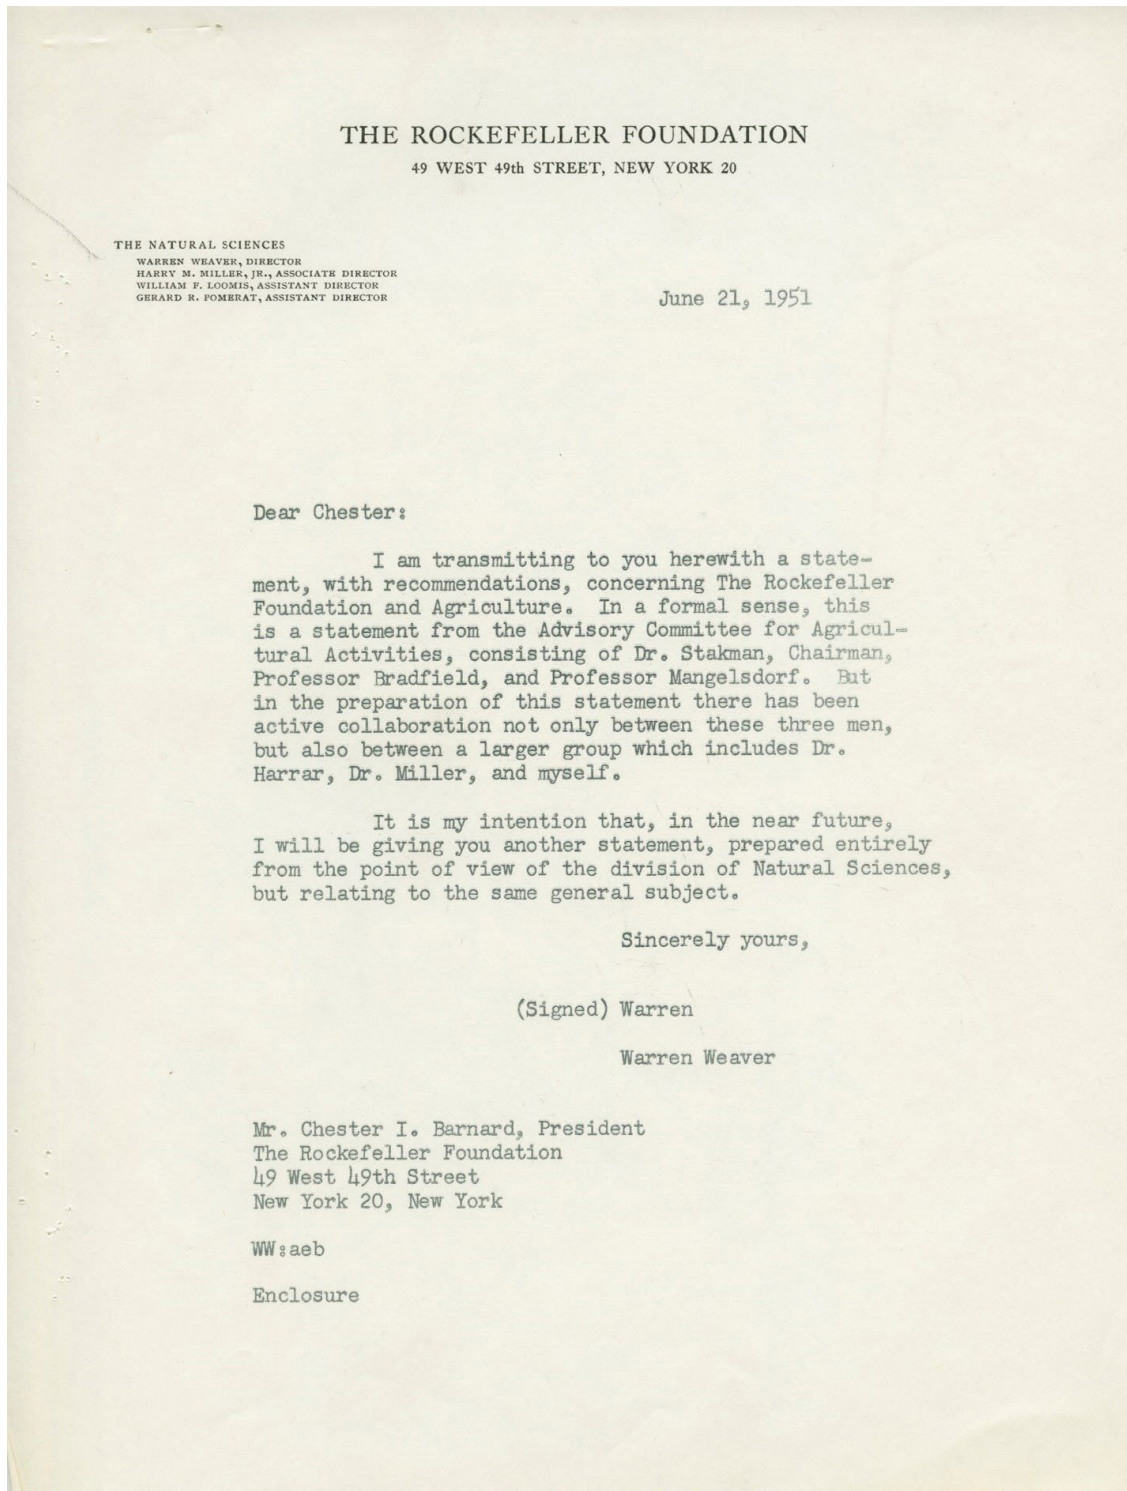 THE ROCKEFELLER FOUNDATION
49 WEST 49th STREET, NEW YORK 20
THE NATURAL SCIENCES
WARREN WEAVER, DIRECTOR
HARRY M. MILLER, JR., ASSOCIATE DIRECTOR
WILLIAM F. LOOMIS, ASSISTANT DIRECTOR
GERARD R. POMERAT, ASSISTANT DIRECTOR
June 21, 1951
Dear Chester:
I am transmitting to you herewith a state-
ment, with recommendations, concerning The Rockefeller
Foundation and Agriculture. In a formal sense, this
is a statement from the Advisory Committee for Agricul-
tural Activities, consisting of Dr. Stakman, Chairman,
Professor Bradfield, and Professor Mangelsdorf. But
in the preparation of this statement there has been
active collaboration not only between these three men,
but also between a larger group which includes Dr.
Harrar, Dr. Miller, and myself.
It is my intention that, in the near future,
I will be giving you another statement, prepared entirely
from the point of view of the division of Natural Sciences,
but relating to the same general subject.
Sincerely yours,
(Signed) Warren
Warren Weaver
Mr. Chester I. Barnard, President
The Rockefeller Foundation
49 West 49th Street
New York 20, New York
WW:aeb
Enclosure